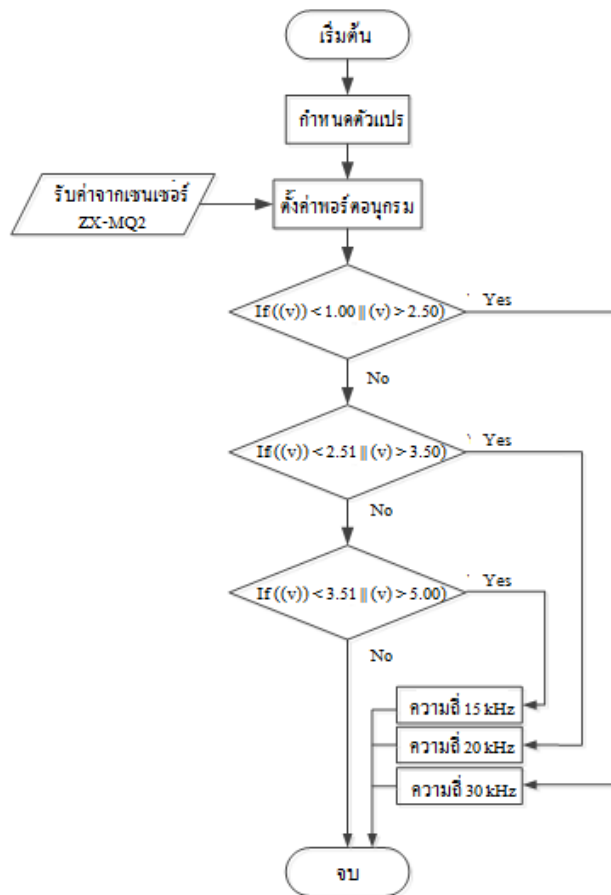 เริ่มต้น
กำหนดตัวแปร
รับค่าจากเซนเซอร์
ZX-MQ2
ตั้งค่าพอร์ตอนุกรม
If ((v)) < 1.00 || (v) > 2.50)
Yes
No
If ((v)) < 2.51 || (v) > 3.50)
Yes
No
If ((v)) < 3.51 || (v) > 5.00)
Yes
No
ความถี่ 15 kHz
ความถี่ 20 kHz
ความถี่ 30 kHz
จบ